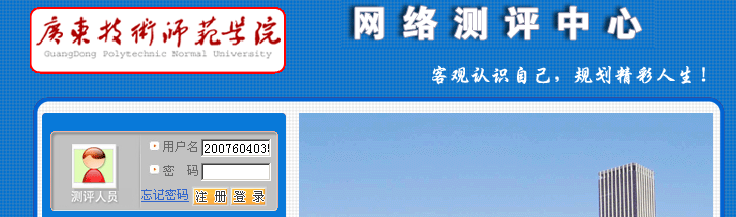 廣東技術師範学院
GuangDong Polytechnic Normal University
网络测评中心
客观认识自己，规划精彩人生！
用户名 200760403
密 码
测评人员
忘记密码 注 册 登 录